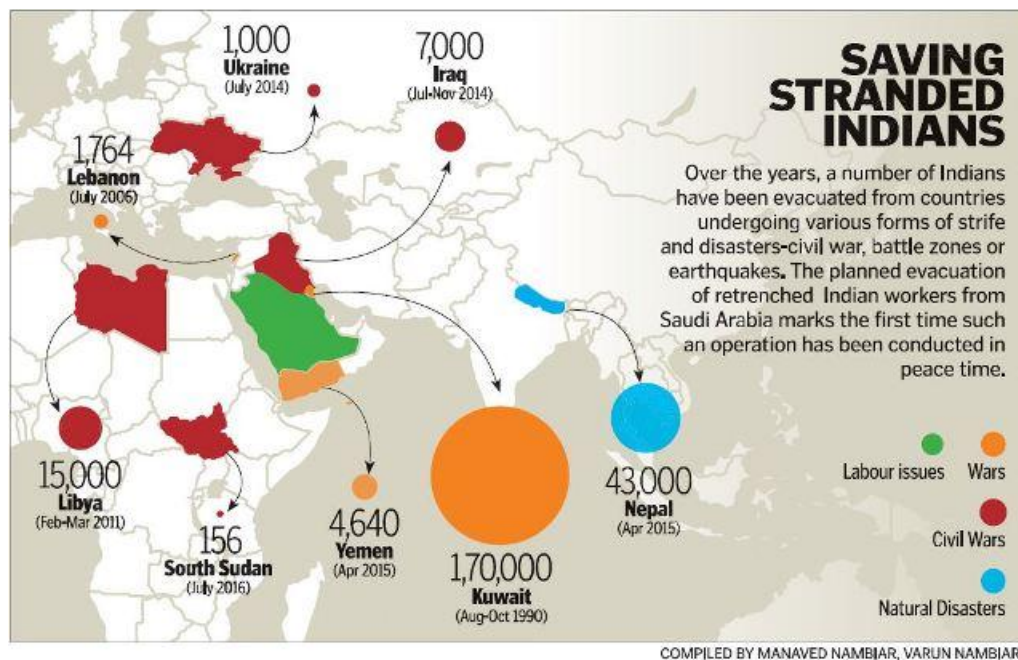 SAVING
STRANDED
INDIANS
Over the years, a number of Indians
have been evacuated from countries
undergoing various forms of strife
and disasters-civil war, battle zones or
earthquakes. The planned evacuation
of retrenched Indian workers from
Saudi Arabia marks the first time such
an operation has been conducted in
peace time.
1,000
Ukraine
(July 2014)
7,000
Iraq
(Jul-Nov 2014)
1,764
Lebanon
(July 2006)
15,000
Libya
(Feb-Mar 2011)
156
South Sudan
(July 2016)
4,640
Yemen
(Apr 2015)
1,70,000
Kuwait
(Aug-Oct 1990)
43,000
Nepal
(Apr 2015)
Labour issues
Wars
Civil Wars
Natural Disasters
COMPILED BY MANAVED NAMBIAR, VARUN NAMBIAR